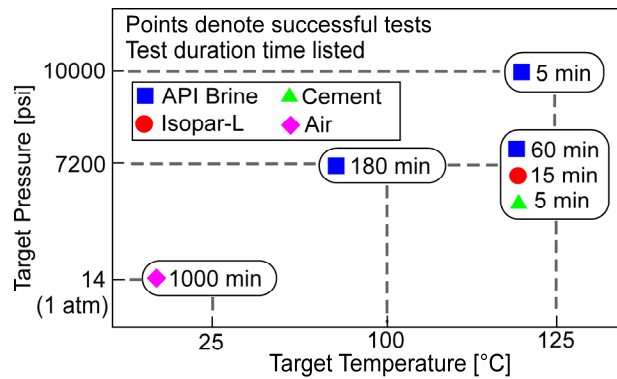 Points denote successful tests
Test duration time listed
10000
5 min
API Brine
Cement
Isopar-L
Air
7200
180 min
60 min
15 min
5 min
14
(1 atm)
1000 min
Target Pressure [psi]
25
100
125
Target Temperature [°C]